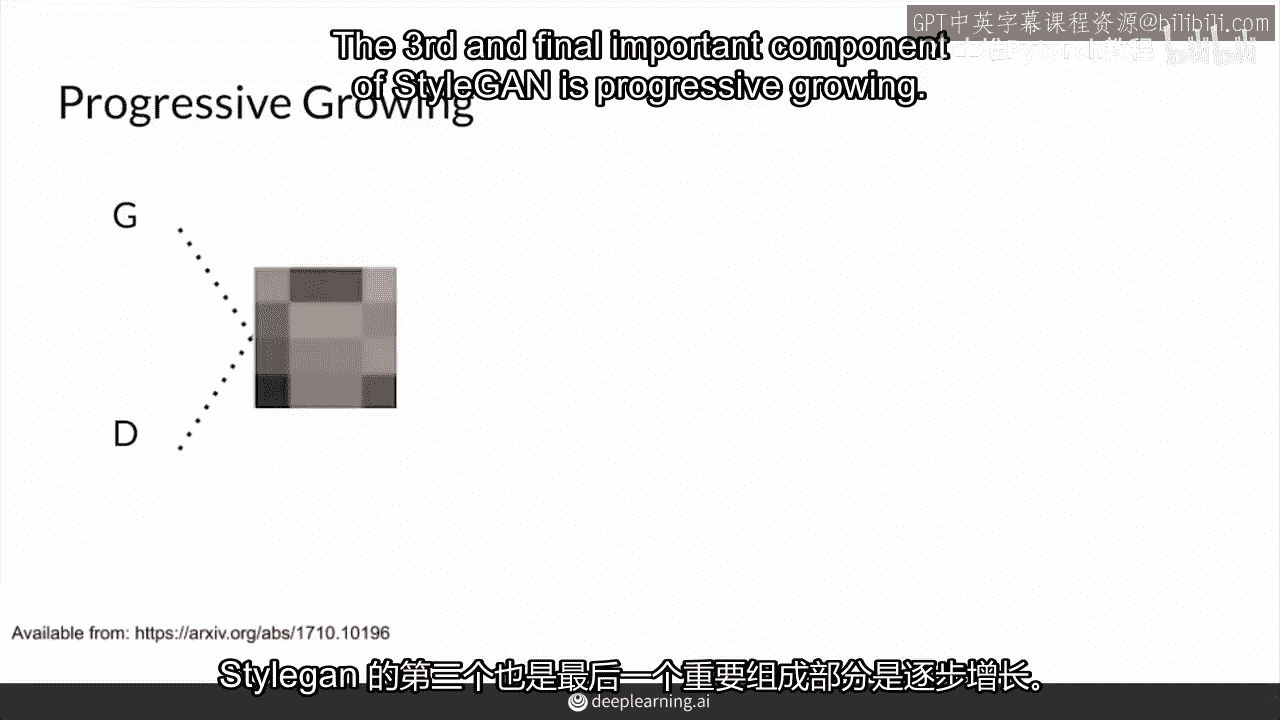 GPT中英字幕课程资源@bilibili.com
The 3rd and final important component
of StyleGAN is progressive growing.
Progressive Growing
G
D
Available from: https://arxiv.org/abs/1710.10196
Stylegan 的第三个也是最后一个重要组成部分是逐步增长。
deeplearning.ai